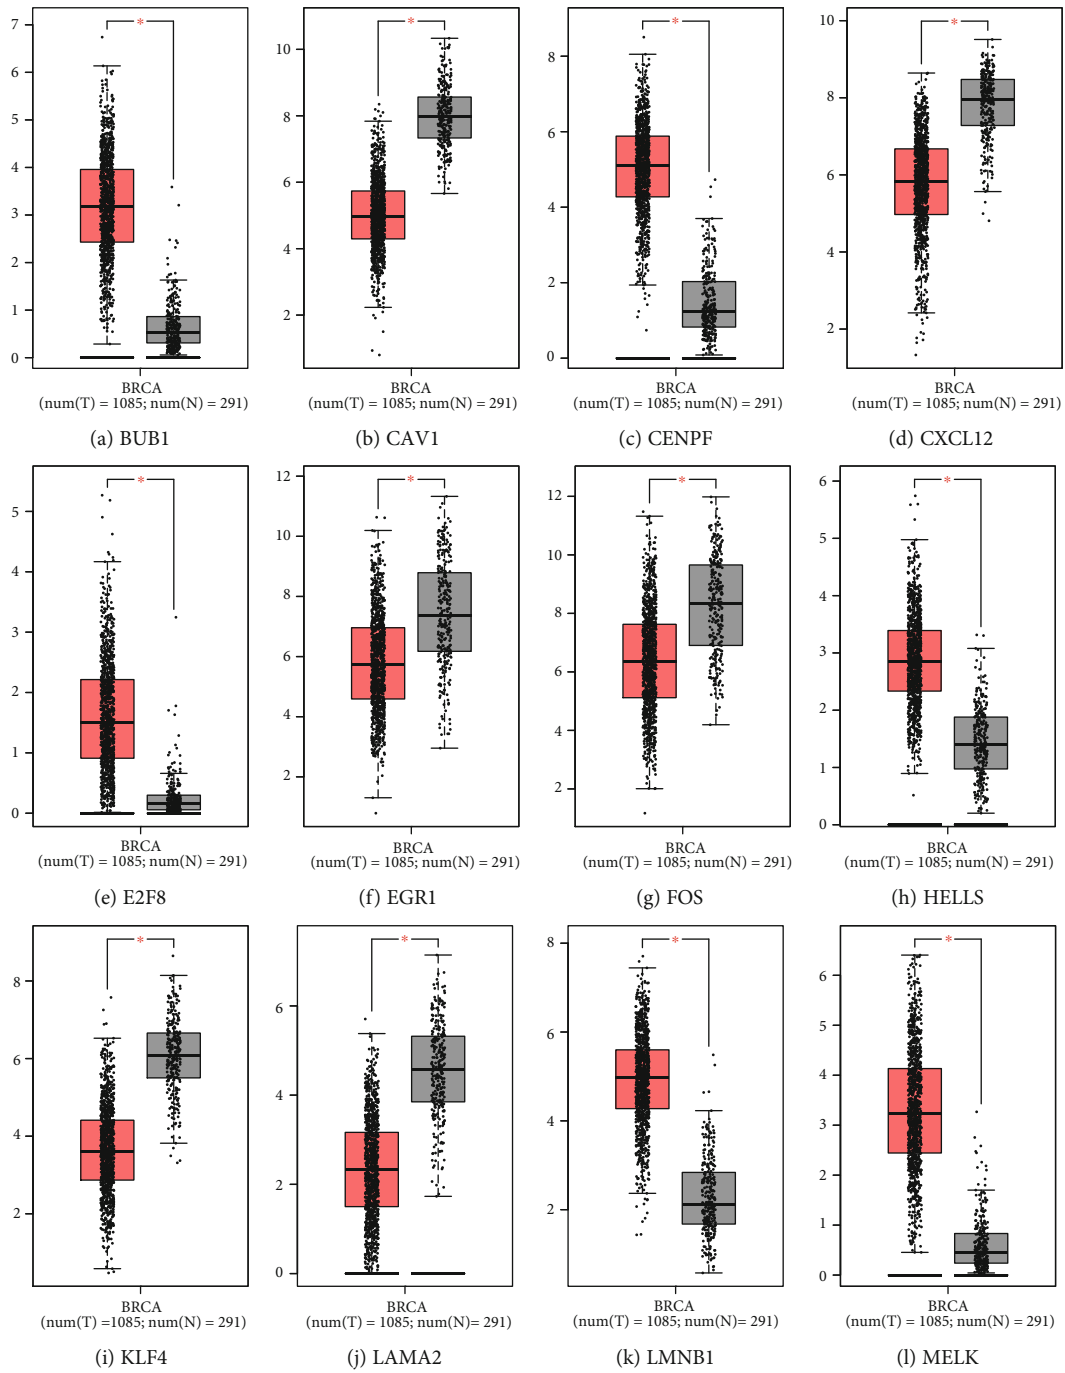 7
6
5
4
3
2
1
0
*
BRCA
(num(T) = 1085; num(N) = 291)
(a) BUB1
10
8
6
4
2
*
BRCA
(num(T) = 1085; num(N) = 291)
(b) CAV1
8
6
4
2
0
*
BRCA
(num(T) = 1085; num(N) = 291)
(c) CENPF
10
8
6
4
2
*
BRCA
(num(T) = 1085; num(N) = 291)
(d) CXCL12
5
4
3
2
1
0
*
BRCA
(num(T) = 1085; num(N) = 291)
(e) E2F8
12
10
8
6
4
2
*
BRCA
(num(T) = 1085; num(N) = 291)
(f) EGR1
12
10
8
6
4
2
*
BRCA
(num(T) = 1085; num(N) = 291)
(g) FOS
6
5
4
3
2
1
0
*
BRCA
(num(T) = 1085; num(N) = 291)
(h) HELLS
8
6
4
2
*
BRCA
(num(T) =1085; num(N) = 291)
(i) KLF4
6
4
2
0
*
BRCA
(num(T) = 1085; num(N)= 291)
(j) LAMA2
8
6
4
2
*
BRCA
(num(T) = 1085; num(N)= 291)
(k) LMNB1
6
5
4
3
2
1
0
*
BRCA
(num(T) = 1085; num(N) = 291)
(l) MELK